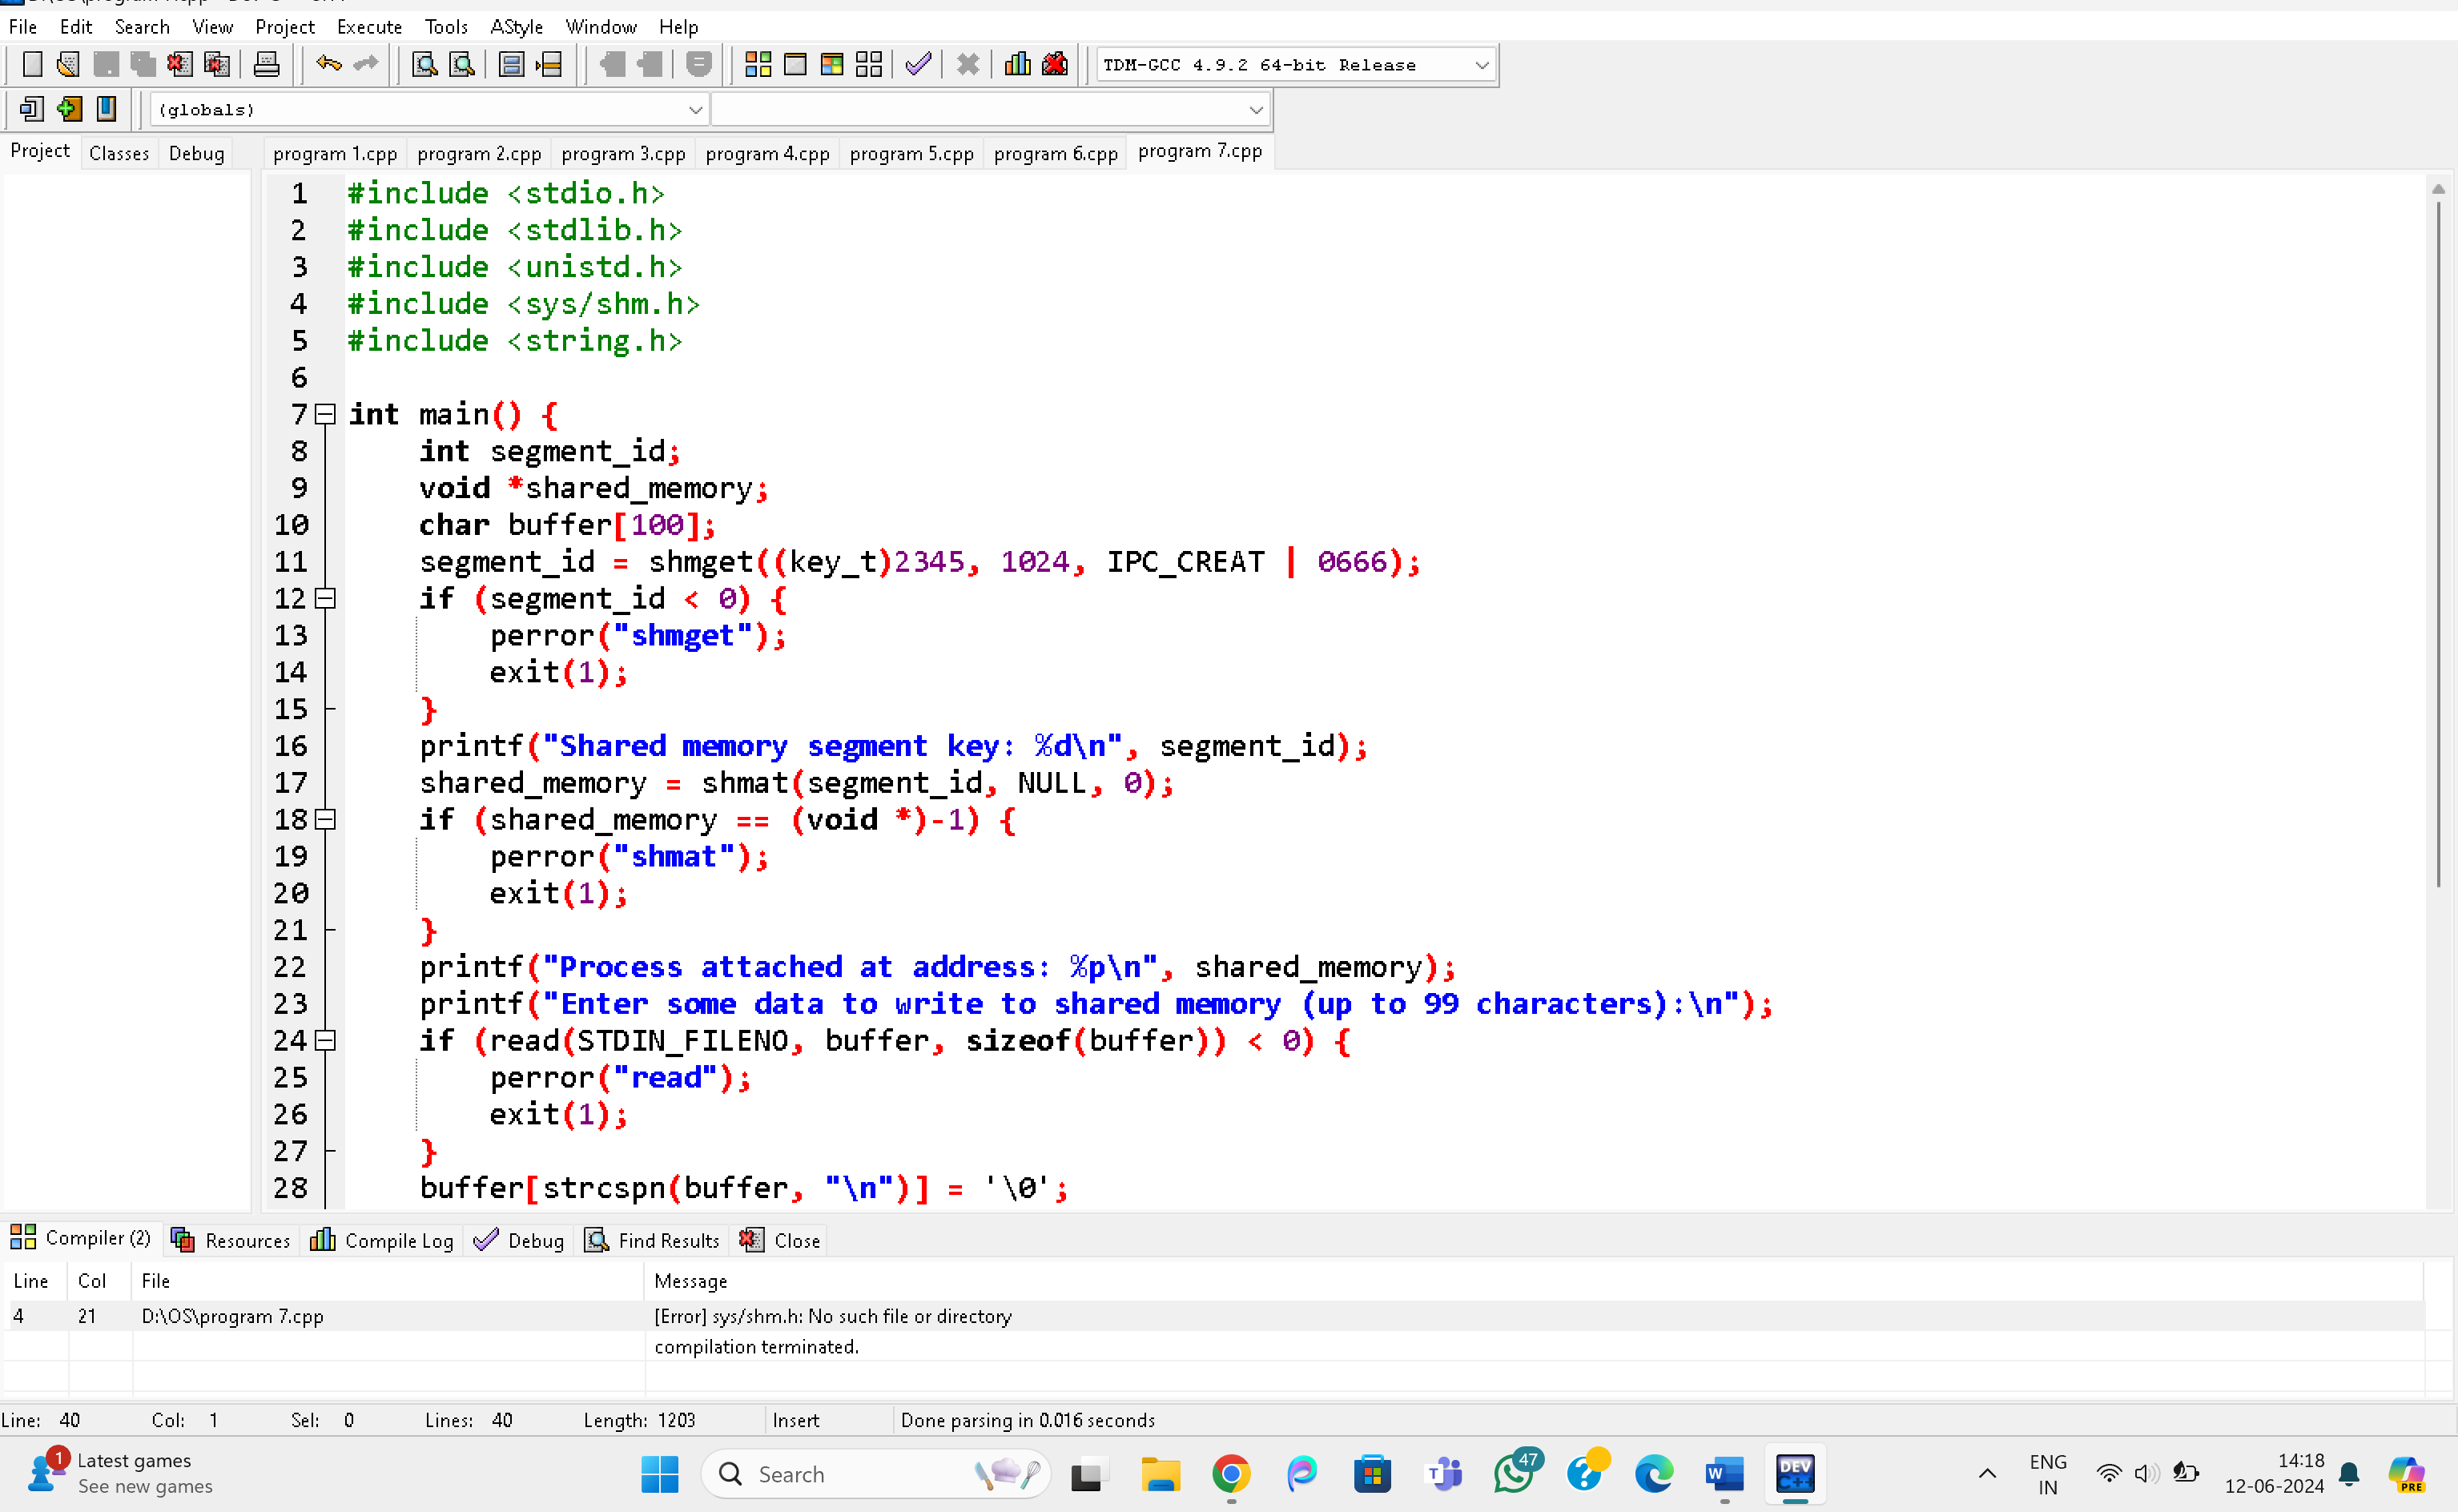 File Edit Search View Project Execute Tools AStyle Window Help
TDM-GCC 4.9.2 64-bit Release
(globals)
Project Classes Debug program 1.cpp program 2.cpp program 3.cpp program 4.cpp program 5.cpp program 6.cpp program 7.cpp
1 #include <stdio.h>
2 #include <stdlib.h>
3 #include <unistd.h>
4 #include <sys/shm.h>
5 #include <string.h>
6
7 int main() {
8 int segment_id;
9 void *shared_memory;
10 char buffer[100];
11 segment_id = shmget((key_t)2345, 1024, IPC_CREAT | 0666);
12 if (segment_id < 0) {
13 perror("shmget");
14 exit(1);
15 }
16 printf("Shared memory segment key: %d\n", segment_id);
17 shared_memory = shmat(segment_id, NULL, 0);
18 if (shared_memory == (void *)-1) {
19 perror("shmat");
20 exit(1);
21 }
22 printf("Process attached at address: %p\n", shared_memory);
23 printf("Enter some data to write to shared memory (up to 99 characters):\n");
24 if (read(STDIN_FILENO, buffer, sizeof(buffer)) < 0) {
25 perror("read");
26 exit(1);
27 }
28 buffer[strcspn(buffer, "\n")] = '\0';
Compiler (2) Resources Compile Log Debug Find Results Close
Line Col File Message
4 21 D:\OS\program 7.cpp [Error] sys/shm.h: No such file or directory
compilation terminated.
Line: 40 Col: 1 Sel: 0 Lines: 40 Length: 1203 Insert Done parsing in 0.016 seconds
1 Latest games
See new games
Search
47
DEV
ENG
IN
14:18
12-06-2024
PRE